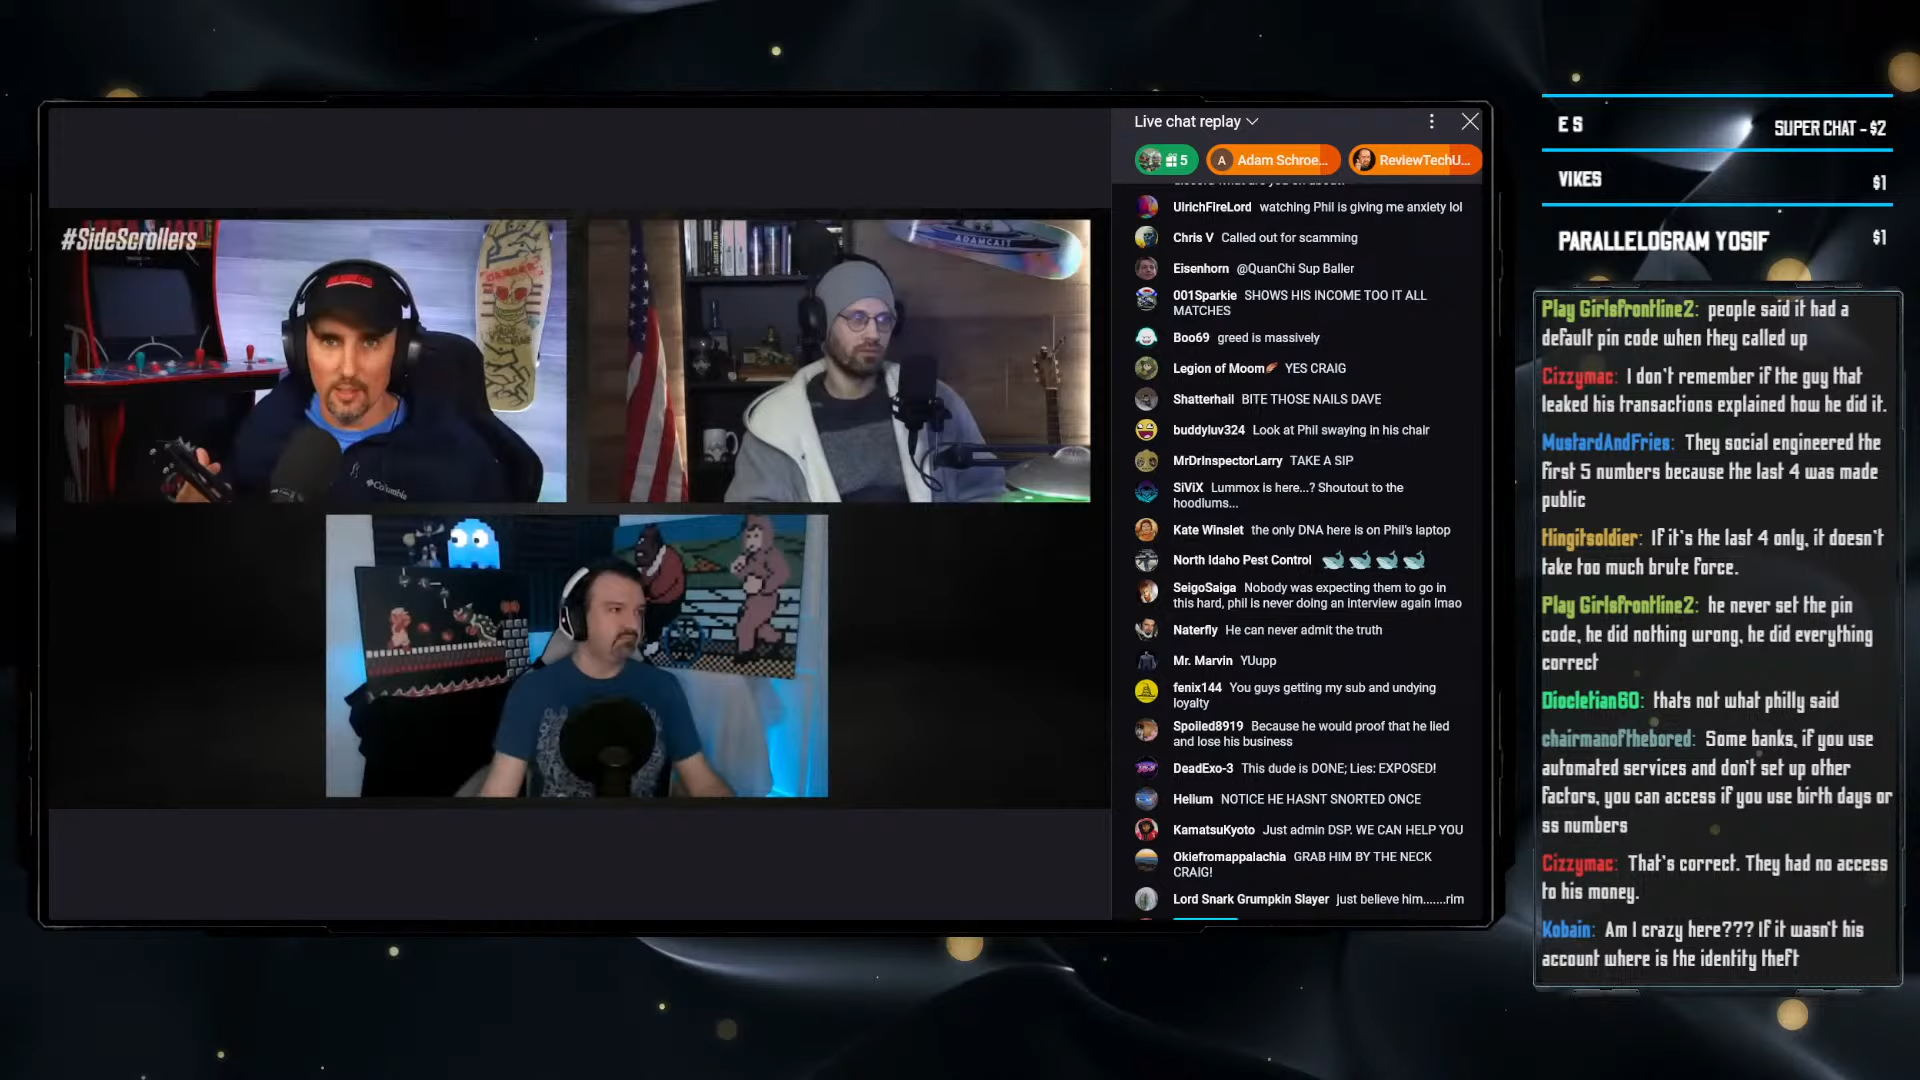 #SideScrollers
ADAMCAST
Columbia
Live chat replay
5
A Adam Schroe...
ReviewTechU...
UlrichFireLord watching Phil is giving me anxiety lol
Chris V Called out for scamming
Eisenhorn @QuanChi Sup Baller
001Sparkie SHOWS HIS INCOME TOO IT ALL
MATCHES
Boo69 greed is massively
Legion of Moom YES CRAIG
Shatterhail BITE THOSE NAILS DAVE
buddyluv324 Look at Phil swaying in his chair
MrDrInspectorLarry TAKE A SIP
SiViX Lummox is here...? Shoutout to the
hoodlums...
Kate Winslet the only DNA here is on Phil's laptop
North Idaho Pest Control 🐳🐳🐳🐳
SeigoSaiga Nobody was expecting them to go in
this hard, phil is never doing an interview again lmao
Naterfly He can never admit the truth
Mr. Marvin YUupp
fenix144 You guys getting my sub and undying
loyalty
Spoiled8919 Because he would proof that he lied
and lose his business
DeadExo-3 This dude is DONE; Lies: EXPOSED!
Helium NOTICE HE HASNT SNORTED ONCE
KamatsuKyoto Just admin DSP. WE CAN HELP YOU
Okiefromappalachia GRAB HIM BY THE NECK
CRAIG!
Lord Snark Grumpkin Slayer just believe him.......rim
E S SUPER CHAT - $2
VIKES $1
PARALLELOGRAM YOSIF $1
Play Girlsfrontline2: people said it had a
default pin code when they called up
Cizzymac: I don't remember if the guy that
leaked his transactions explained how he did it.
MustardAndFries: They social engineered the
first 5 numbers because the last 4 was made
public
Hingitsoldier: If it's the last 4 only, it doesn't
take too much brute force.
Play Girlsfrontline2: he never set the pin
code, he did nothing wrong, he did everything
correct
Diocletian60: thats not what philly said
chairmanofthebored: Some banks, if you use
automated services and don't set up other
factors, you can access if you use birth days or
ss numbers
Cizzymac: That's correct. They had no access
to his money.
Kobain: Am I crazy here??? If it wasn't his
account where is the identity theft